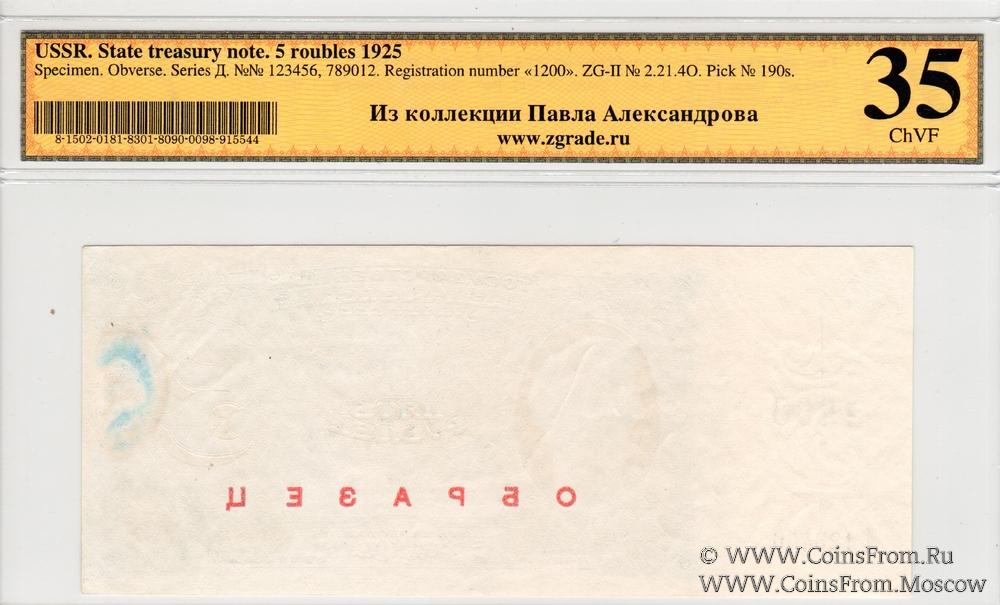 USSR. State treasury note. 5 roubles 1925
Specimen. Obverse. Series Д. №№ 123456, 789012. Registration number «1200». ZG-II № 2.21.4O. Pick № 190s.
35
ChVF
8-1502-0181-8301-8090-0098-915544
Из коллекции Павла Александрова
www.zgrade.ru
ОБРАЗЕЦ
© WWW.CoinsFrom.Ru
WWW.CoinsFrom.Moscow